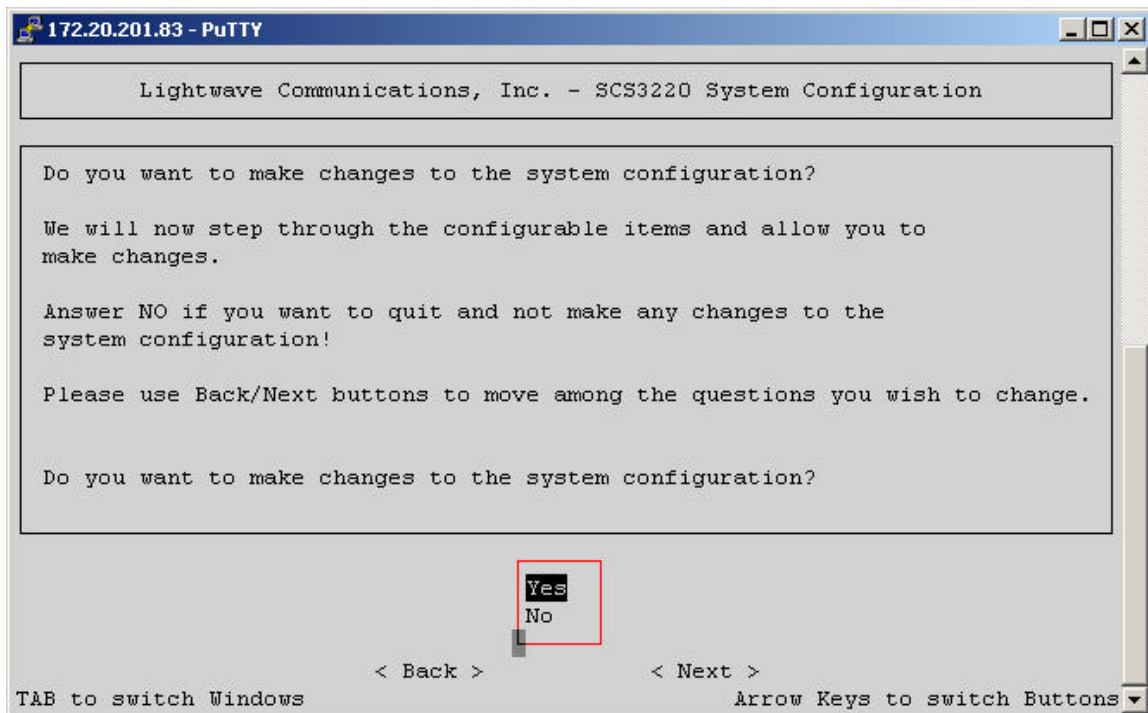 172.20.201.83 - PuTTY
Lightwave Communications, Inc. - SCS3220 System Configuration
Do you want to make changes to the system configuration?
We will now step through the configurable items and allow you to
make changes.
Answer NO if you want to quit and not make any changes to the
system configuration!
Please use Back/Next buttons to move among the questions you wish to change.
Do you want to make changes to the system configuration?
Yes
No
< Back > < Next >
TAB to switch Windows Arrow Keys to switch Buttons